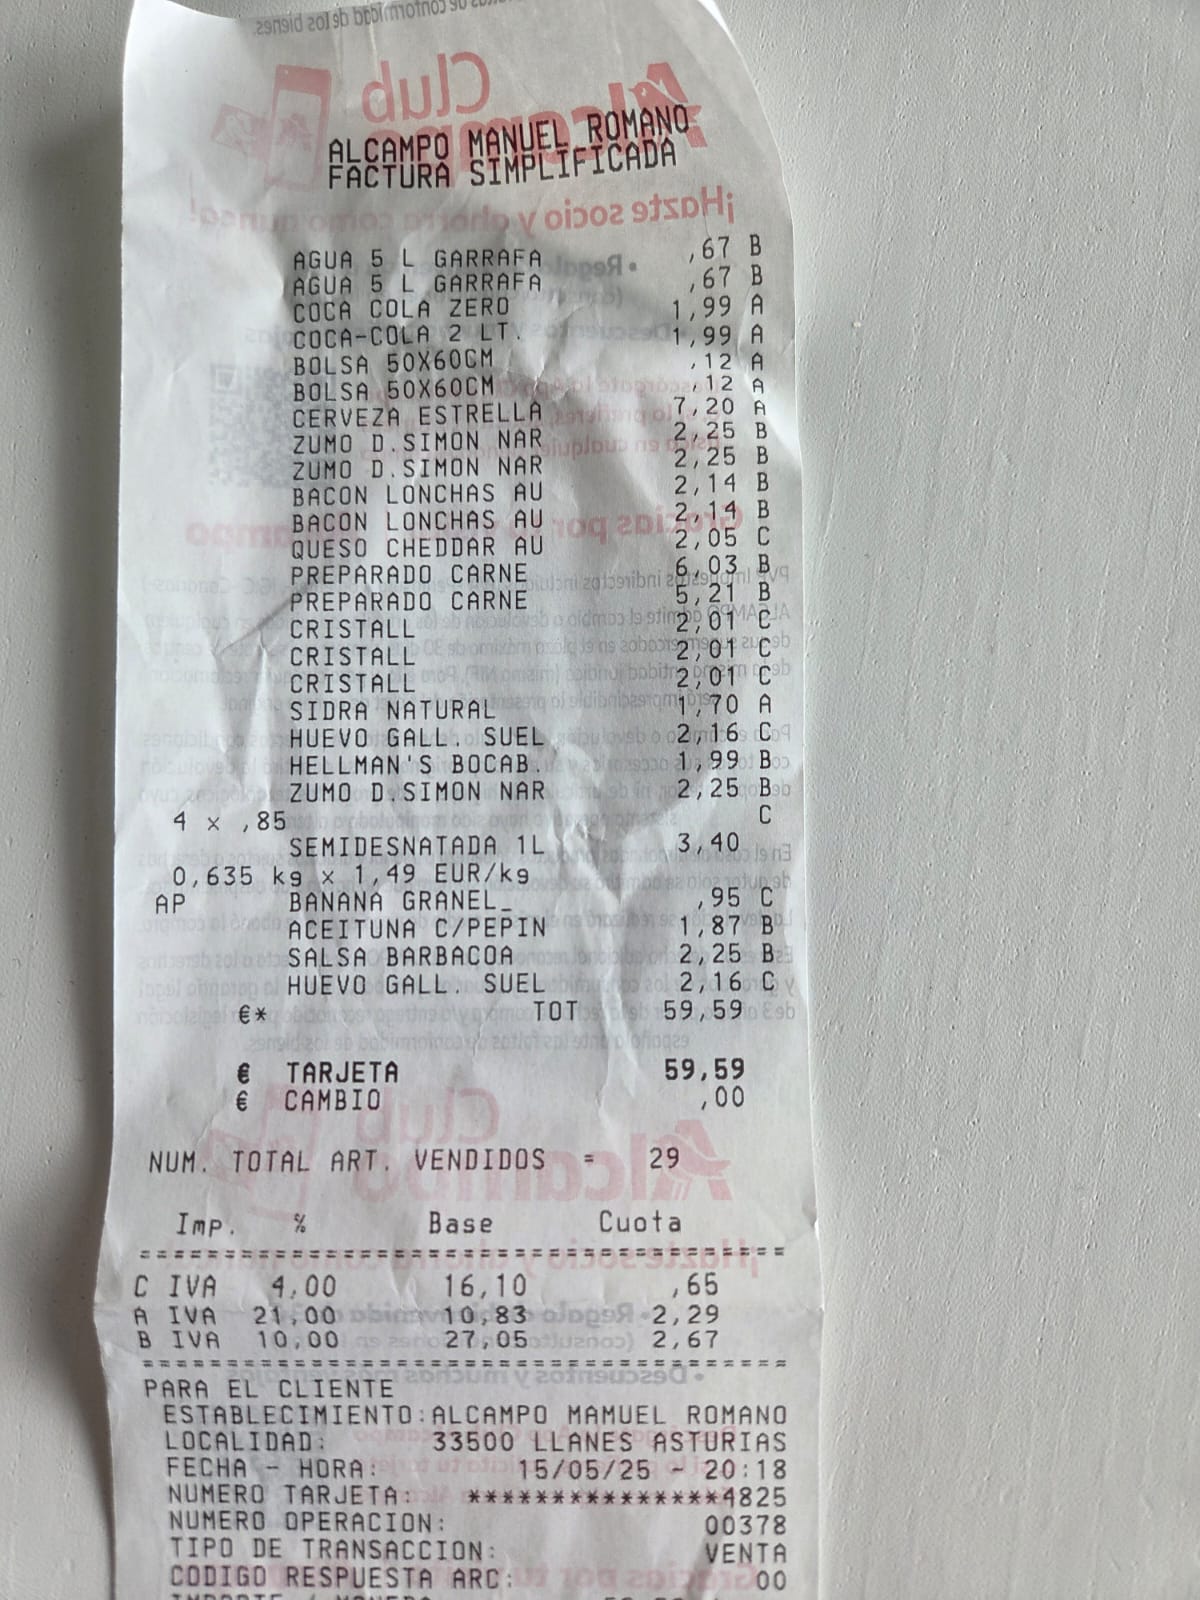 ALCAMPO MANUEL ROMANO
FACTURA SIMPLIFICADA
AGUA 5 L GARRAFA ,67 B
AGUA 5 L GARRAFA ,67 B
COCA COLA ZERO 1,99 A
COCA-COLA 2 LT. 1,99 A
BOLSA 50X60CM ,12 A
BOLSA 50X60CM ,12 A
CERVEZA ESTRELLA 7,20 A
ZUMO D.SIMON NAR 2,25 B
ZUMO D.SIMON NAR 2,25 B
BACON LONCHAS AU 2,14 B
BACON LONCHAS AU 2,14 B
QUESO CHEDDAR AU 2,05 C
PREPARADO CARNE 6,03 B
PREPARADO CARNE 5,21 B
CRISTALL 2,01 C
CRISTALL 2,01 C
CRISTALL 2,01 C
SIDRA NATURAL 1,70 A
HUEVO GALL. SUEL 2,16 C
HELLMAN'S BOCAB. 1,99 B
ZUMO D.SIMON NAR 2,25 B
4 x ,85 C
SEMIDESNATADA 1L 3,40
0,635 kg x 1,49 EUR/kg
AP BANANA GRANEL_ ,95 C
ACEITUNA C/PEPIN 1,87 B
SALSA BARBACOA 2,25 B
HUEVO GALL. SUEL 2,16 C
€* TOT 59,59
€ TARJETA 59,59
€ CAMBIO ,00
NUM. TOTAL ART. VENDIDOS = 29
Imp. % Base Cuota
=======================================
C IVA 4,00 16,10 ,65
A IVA 21,00 10,83 2,29
B IVA 10,00 27,05 2,67
=======================================
PARA EL CLIENTE
ESTABLECIMIENTO:ALCAMPO MAMUEL ROMANO
LOCALIDAD: 33500 LLANES ASTURIAS
FECHA - HORA: 15/05/25 - 20:18
NUMERO TARJETA: ***************4825
NUMERO OPERACION: 00378
TIPO DE TRANSACCION: VENTA
CODIGO RESPUESTA ARC: 00